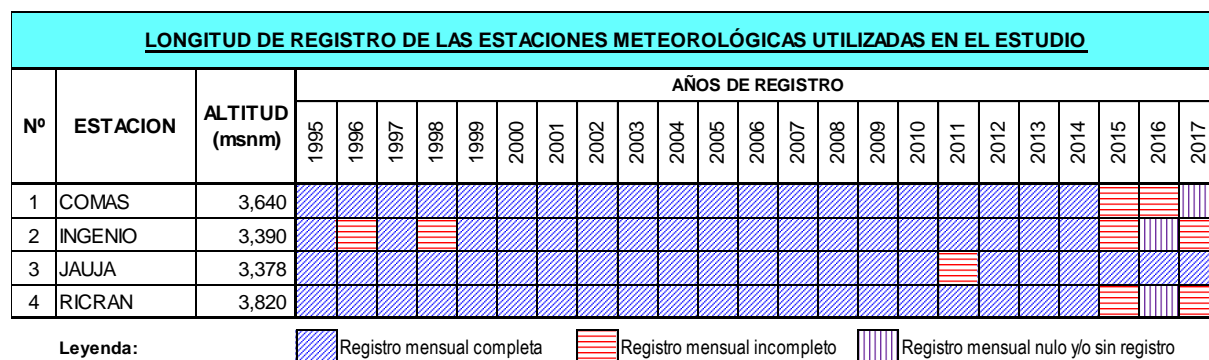 LONGITUD DE REGISTRO DE LAS ESTACIONES METEOROLÓGICAS UTILIZADAS EN EL ESTUDIO
Nº ESTACION ALTITUD (msnm) AÑOS DE REGISTRO
1995 1996 1997 1998 1999 2000 2001 2002 2003 2004 2005 2006 2007 2008 2009 2010 2011 2012 2013 2014 2015 2016 2017
1 COMAS 3,640
2 INGENIO 3,390
3 JAUJA 3,378
4 RICRAN 3,820
Leyenda: Registro mensual completa Registro mensual incompleto Registro mensual nulo y/o sin registro